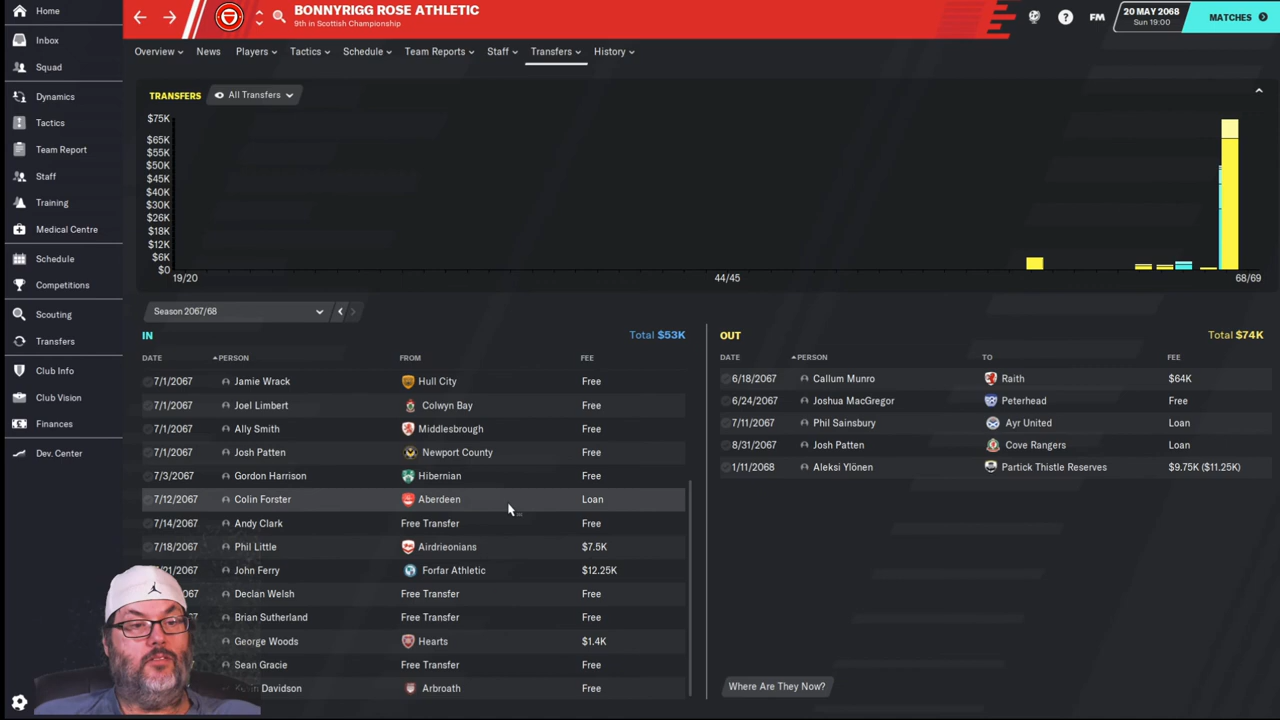 BONNYRIGG ROSE ATHLETIC
9th in Scottish Championship
FM
20 MAY 2068
Sun 19:00
MATCHES
Overview News Players Tactics Schedule Team Reports Staff Transfers History
Home
Inbox
Squad
Dynamics
Tactics
Team Report
Staff
Training
Medical Centre
Schedule
Competitions
Scouting
Transfers
Club Info
Club Vision
Finances
Dev. Center
TRANSFERS All Transfers
$75K
$65K
$55K
$50K
$45K
$40K
$35K
$30K
$26K
$18K
$12K
$6K
$0
19/20 44/45 68/69
Season 2067/68
IN Total $53K
DATE PERSON FROM FEE
7/1/2067 Jamie Wrack Hull City Free
7/1/2067 Joel Limbert Colwyn Bay Free
7/1/2067 Ally Smith Middlesbrough Free
7/1/2067 Josh Patten Newport County Free
7/3/2067 Gordon Harrison Hibernian Free
7/12/2067 Colin Forster Aberdeen Loan
7/14/2067 Andy Clark Free Transfer Free
7/18/2067 Phil Little Airdrieonians $7.5K
/21/2067 John Ferry Forfar Athletic $12.25K
Declan Welsh Free Transfer Free
Brian Sutherland Free Transfer Free
George Woods Hearts $1.4K
Sean Gracie Free Transfer Free
Davidson Arbroath Free
OUT Total $74K
DATE PERSON TO FEE
6/18/2067 Callum Munro Raith $64K
6/24/2067 Joshua MacGregor Peterhead Free
7/11/2067 Phil Sainsbury Ayr United Loan
8/31/2067 Josh Patten Cove Rangers Loan
1/11/2068 Aleksi Ylönen Partick Thistle Reserves $9.75K ($11.25K)
Where Are They Now?